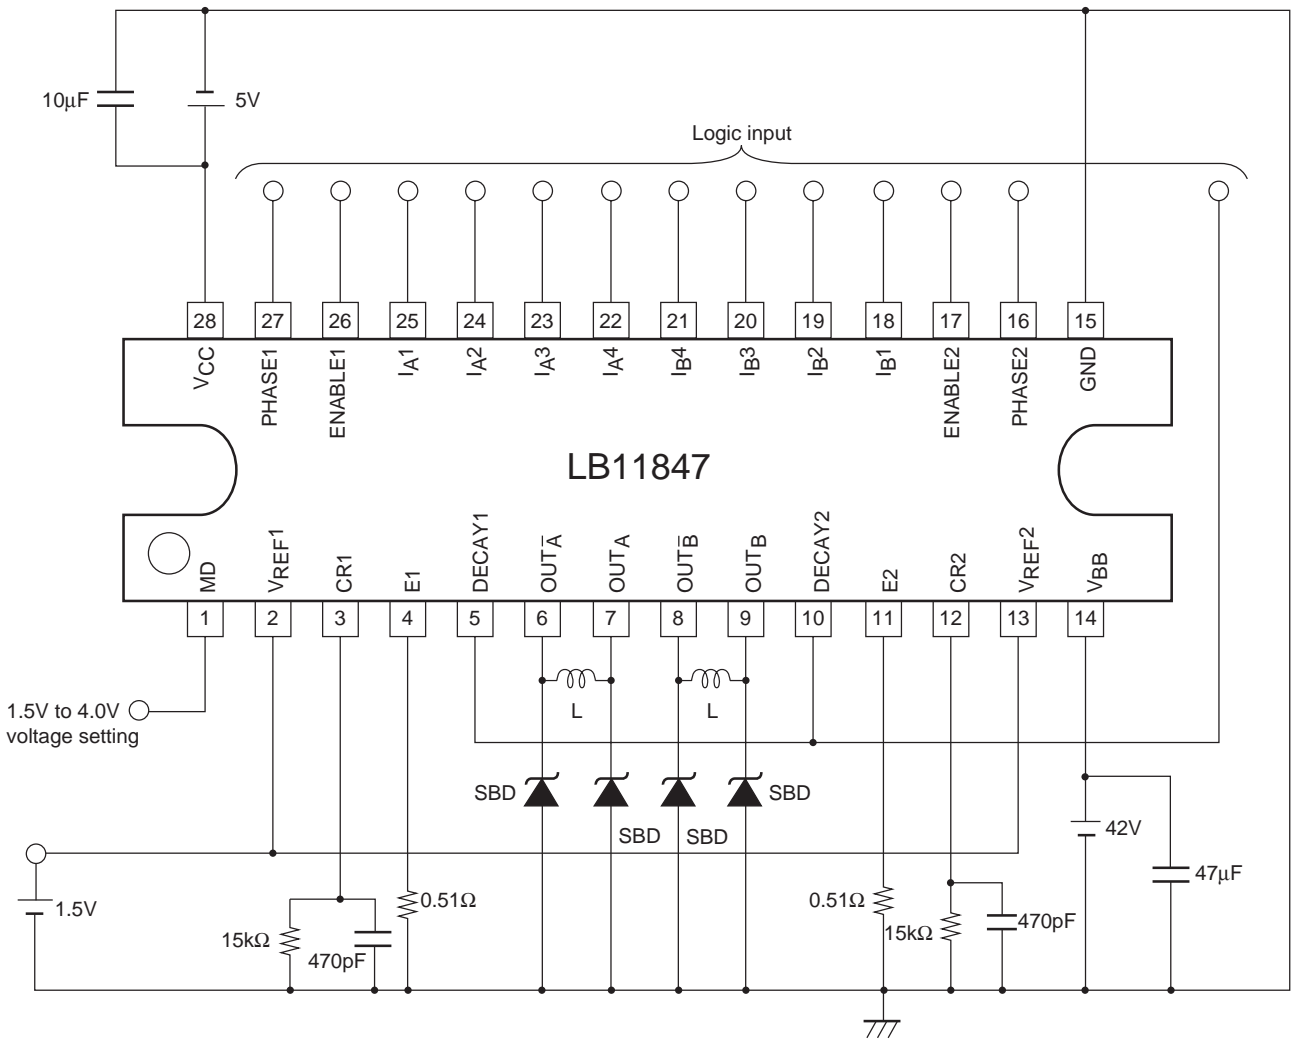 10μF
5V
Logic input
28 27 26 25 24 23 22 21 20 19 18 17 16 15
VCC PHASE1 ENABLE1 IA1 IA2 IA3 IA4 IB4 IB3 IB2 IB1 ENABLE2 PHASE2 GND
LB11847
MD VREF1 CR1 E1 DECAY1 OUTA̅ OUTA OUTB̅ OUTB DECAY2 E2 CR2 VREF2 VBB
1 2 3 4 5 6 7 8 9 10 11 12 13 14
L L
1.5V to 4.0V
voltage setting
SBD SBD
SBD SBD
42V
47μF
1.5V
0.51Ω
0.51Ω
15kΩ
470pF
15kΩ
470pF